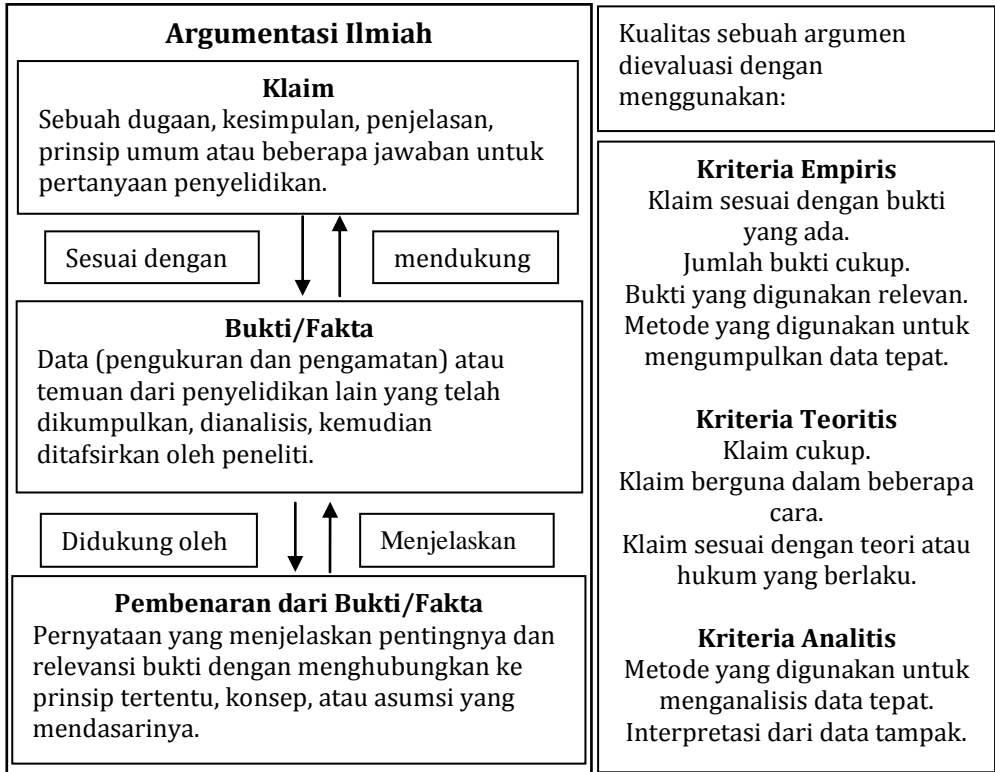 Argumentasi Ilmiah
Klaim
Sebuah dugaan, kesimpulan, penjelasan,
prinsip umum atau beberapa jawaban untuk
pertanyaan penyelidikan.
Sesuai dengan
mendukung
Bukti/Fakta
Data (pengukuran dan pengamatan) atau
temuan dari penyelidikan lain yang telah
dikumpulkan, dianalisis, kemudian
ditafsirkan oleh peneliti.
Didukung oleh
Menjelaskan
Pembenaran dari Bukti/Fakta
Pernyataan yang menjelaskan pentingnya dan
relevansi bukti dengan menghubungkan ke
prinsip tertentu, konsep, atau asumsi yang
mendasarinya.
Kualitas sebuah argumen
dievaluasi dengan
menggunakan:
Kriteria Empiris
Klaim sesuai dengan bukti
yang ada.
Jumlah bukti cukup.
Bukti yang digunakan relevan.
Metode yang digunakan untuk
mengumpulkan data tepat.
Kriteria Teoritis
Klaim cukup.
Klaim berguna dalam beberapa
cara.
Klaim sesuai dengan teori atau
hukum yang berlaku.
Kriteria Analitis
Metode yang digunakan untuk
menganalisis data tepat.
Interpretasi dari data tampak.